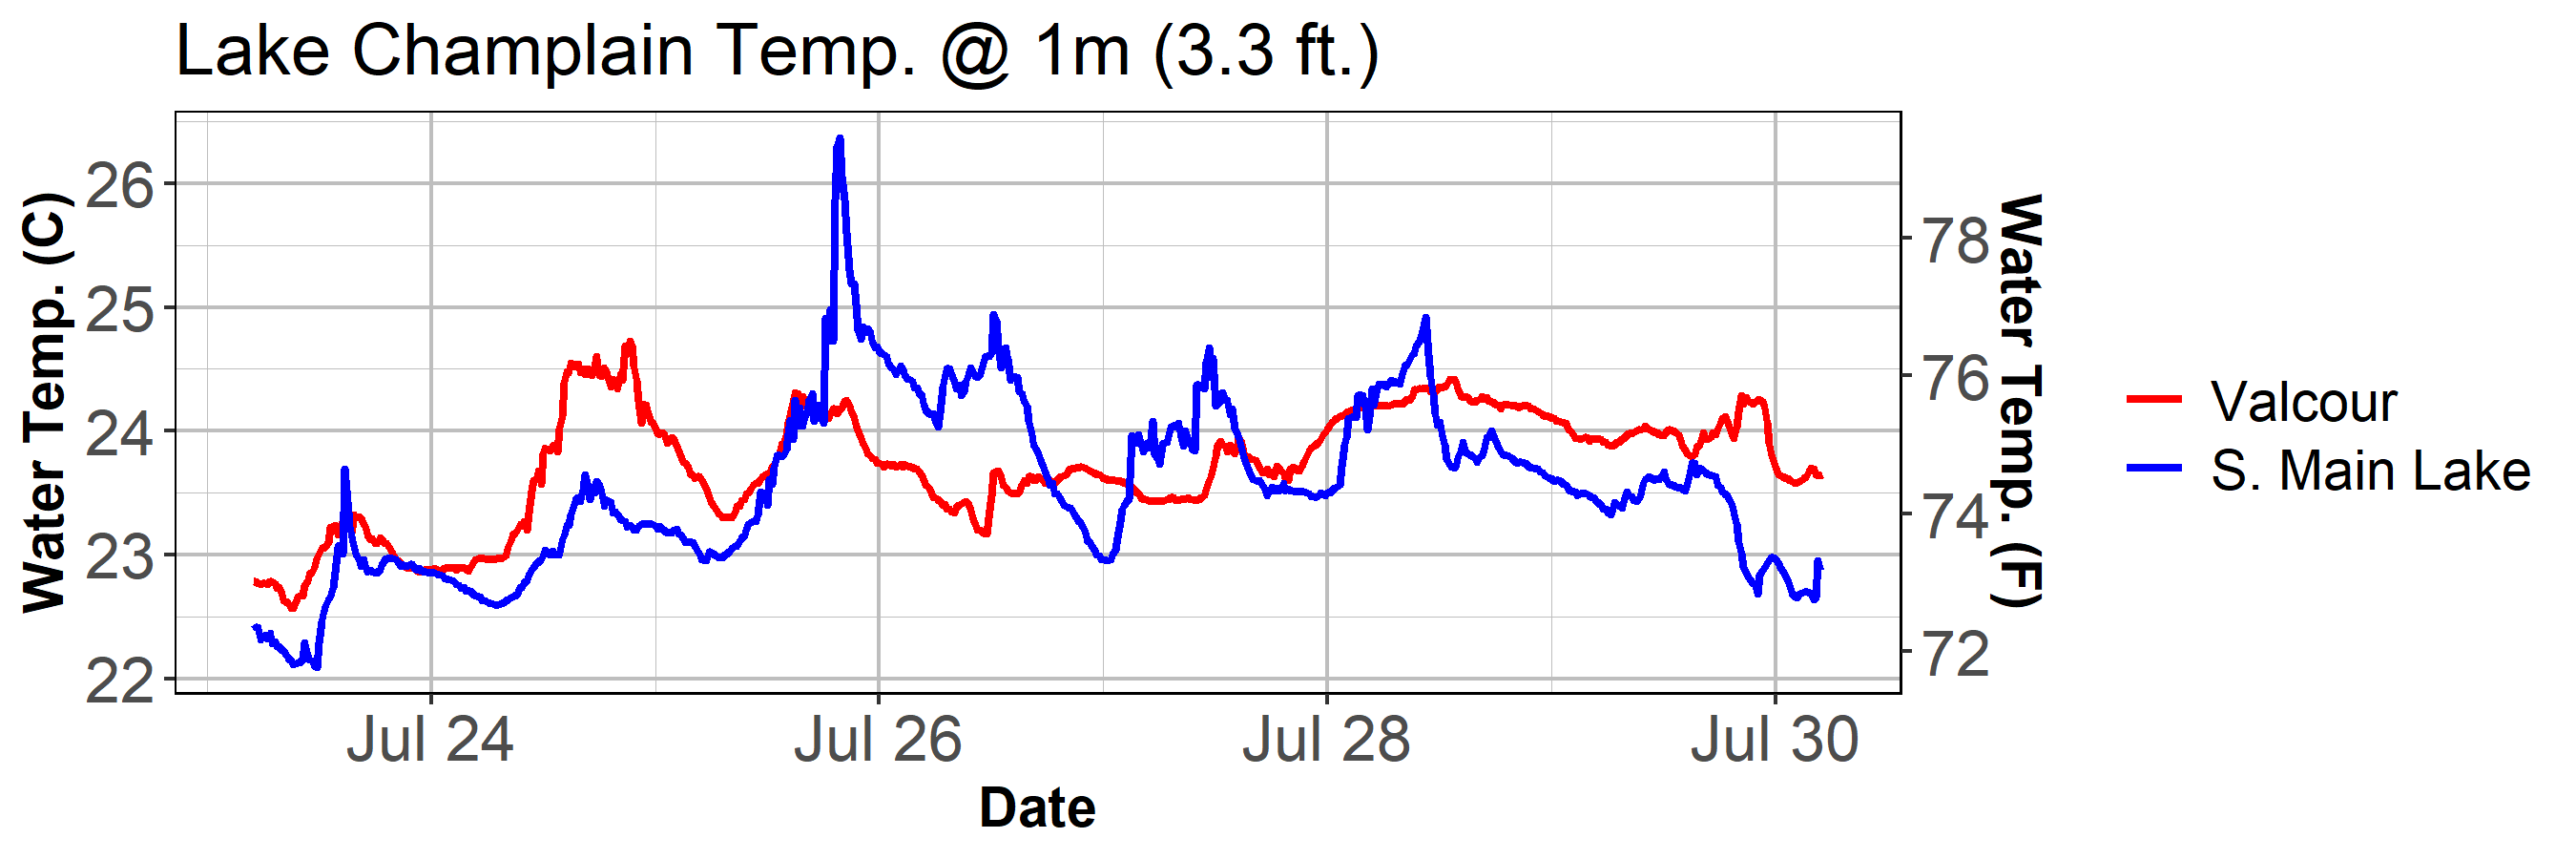 Lake Champlain Temp. @ 1m (3.3 ft.)
Water Temp. (C)
26
25
24
23
22
Jul 24
Jul 26
Jul 28
Jul 30
Date
78
76
74
72
Water Temp. (F)
Valcour
S. Main Lake